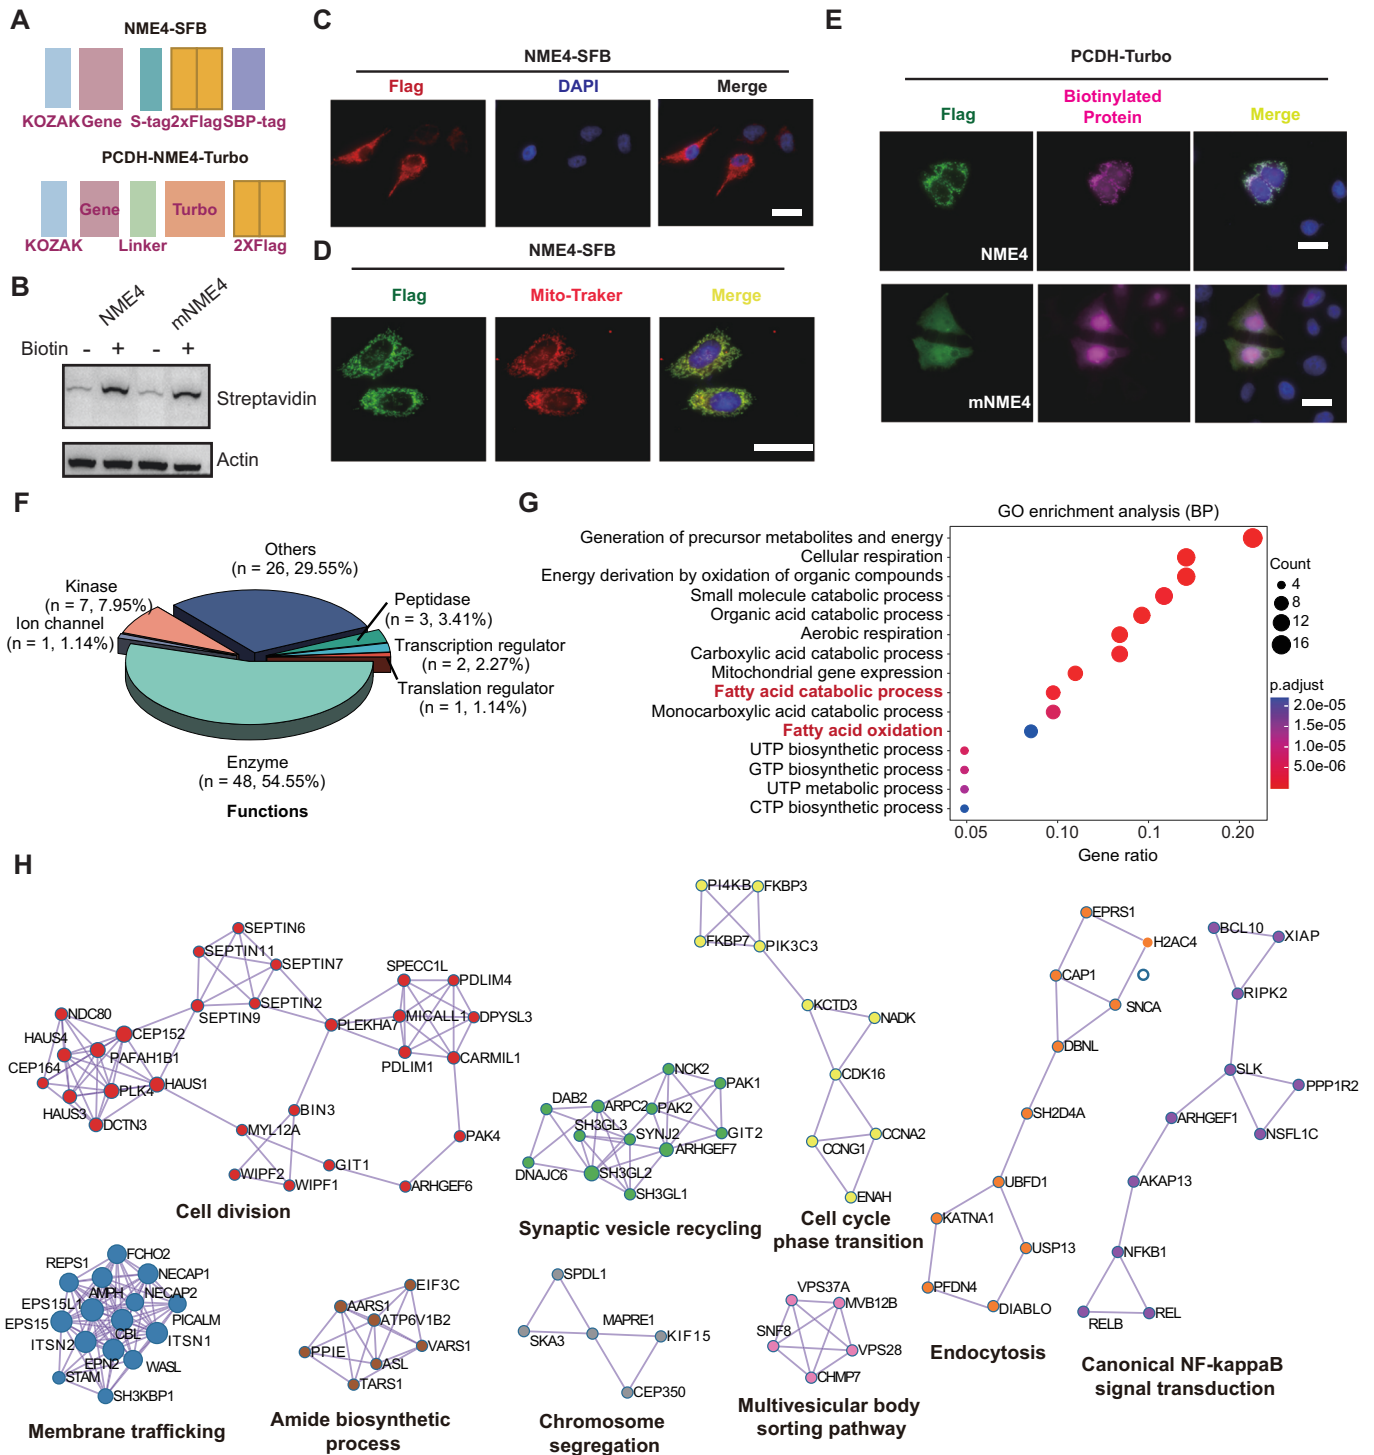 A
NME4-SFB
KOZAK Gene S-tag 2xFlag SBP-tag
PCDH-NME4-Turbo
Gene Turbo
KOZAK Linker 2XFlag
B
NME4 mNME4
Biotin - + - +
Streptavidin
Actin
C
NME4-SFB
Flag DAPI Merge
D
NME4-SFB
Flag Mito-Traker Merge
E
PCDH-Turbo
Flag Biotinylated Protein Merge
NME4
mNME4
F
Others
(n = 26, 29.55%)
Kinase
(n = 7, 7.95%)
Ion channel
(n = 1, 1.14%)
Peptidase
(n = 3, 3.41%)
Transcription regulator
(n = 2, 2.27%)
Translation regulator
(n = 1, 1.14%)
Enzyme
(n = 48, 54.55%)
Functions
G
GO enrichment analysis (BP)
Generation of precursor metabolites and energy
Cellular respiration
Energy derivation by oxidation of organic compounds
Small molecule catabolic process
Organic acid catabolic process
Aerobic respiration
Carboxylic acid catabolic process
Mitochondrial gene expression
Fatty acid catabolic process
Monocarboxylic acid catabolic process
Fatty acid oxidation
UTP biosynthetic process
GTP biosynthetic process
UTP metabolic process
CTP biosynthetic process
0.05 0.10 0.1 0.20
Gene ratio
Count
4
8
12
16
p.adjust
2.0e-05
1.5e-05
1.0e-05
5.0e-06
H
SEPTIN6
SEPTIN11
SEPTIN7
SEPTIN2
SEPTIN9
SPECC1L
PDLIM4
MICALL1
DPYSL3
PLEKHA7
PDLIM1
CARMIL1
NDC80
HAUS4
CEP152
PAFAH1B1
CEP164
PLK4
HAUS1
HAUS3
DCTN3
BIN3
MYL12A
PAK4
WIPF2
GIT1
WIPF1
ARHGEF6
Cell division
NCK2
PAK1
DAB2
ARPC2
PAK2
SH3GL3
SYNJ2
GIT2
ARHGEF7
DNAJC6
SH3GL2
SH3GL1
Synaptic vesicle recycling
PI4KB
FKBP3
FKBP7
PIK3C3
KCTD3
NADK
CDK16
CCNA2
CCNG1
ENAH
Cell cycle
phase transition
EPRS1
H2AC4
CAP1
SNCA
DBNL
SH2D4A
UBFD1
KATNA1
USP13
PFDN4
DIABLO
Endocytosis
BCL10
XIAP
RIPK2
SLK
PPP1R2
ARHGEF1
NSFL1C
AKAP13
NFKB1
RELB
REL
Canonical NF-kappaB
signal transduction
FCHO2
REPS1
NECAP1
AMPH
NECAP2
EPS15L1
PICALM
EPS15
CBL
ITSN2
ITSN1
EPN2
WASL
STAM
SH3KBP1
Membrane trafficking
EIF3C
AARS1
ATP6V1B2
PPIE
VARS1
ASL
TARS1
Amide biosynthetic
process
SPDL1
MAPRE1
SKA3
KIF15
CEP350
Chromosome
segregation
VPS37A
MVB12B
SNF8
VPS28
CHMP7
Multivesicular body
sorting pathway